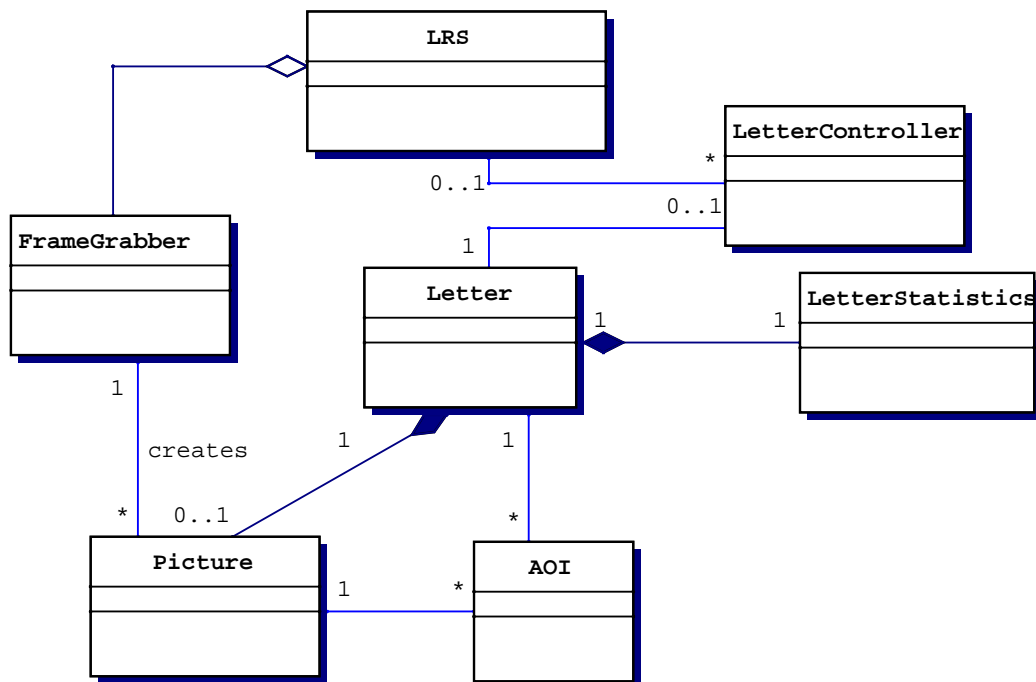 LRS
LetterController
*
0..1
0..1
FrameGrabber
1
Letter
LetterStatistics
1
1
1
1
1
creates
*
0..1
*
Picture
AOI
1
*